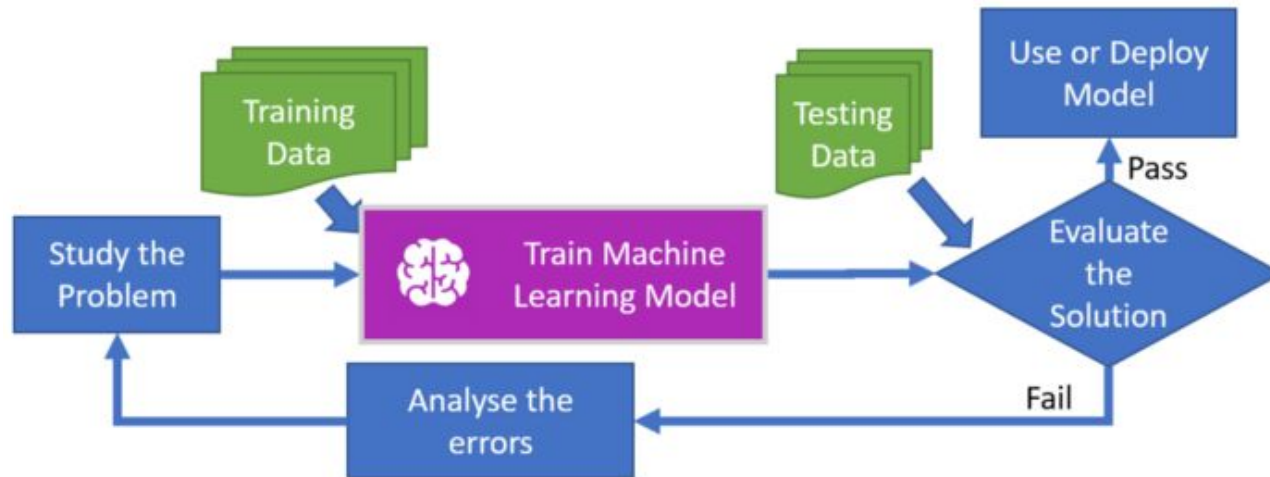 Training
Data
Testing
Data
Use or Deploy
Model
Pass
Study the
Problem
Train Machine
Learning Model
Evaluate
the
Solution
Analyse the
errors
Fail